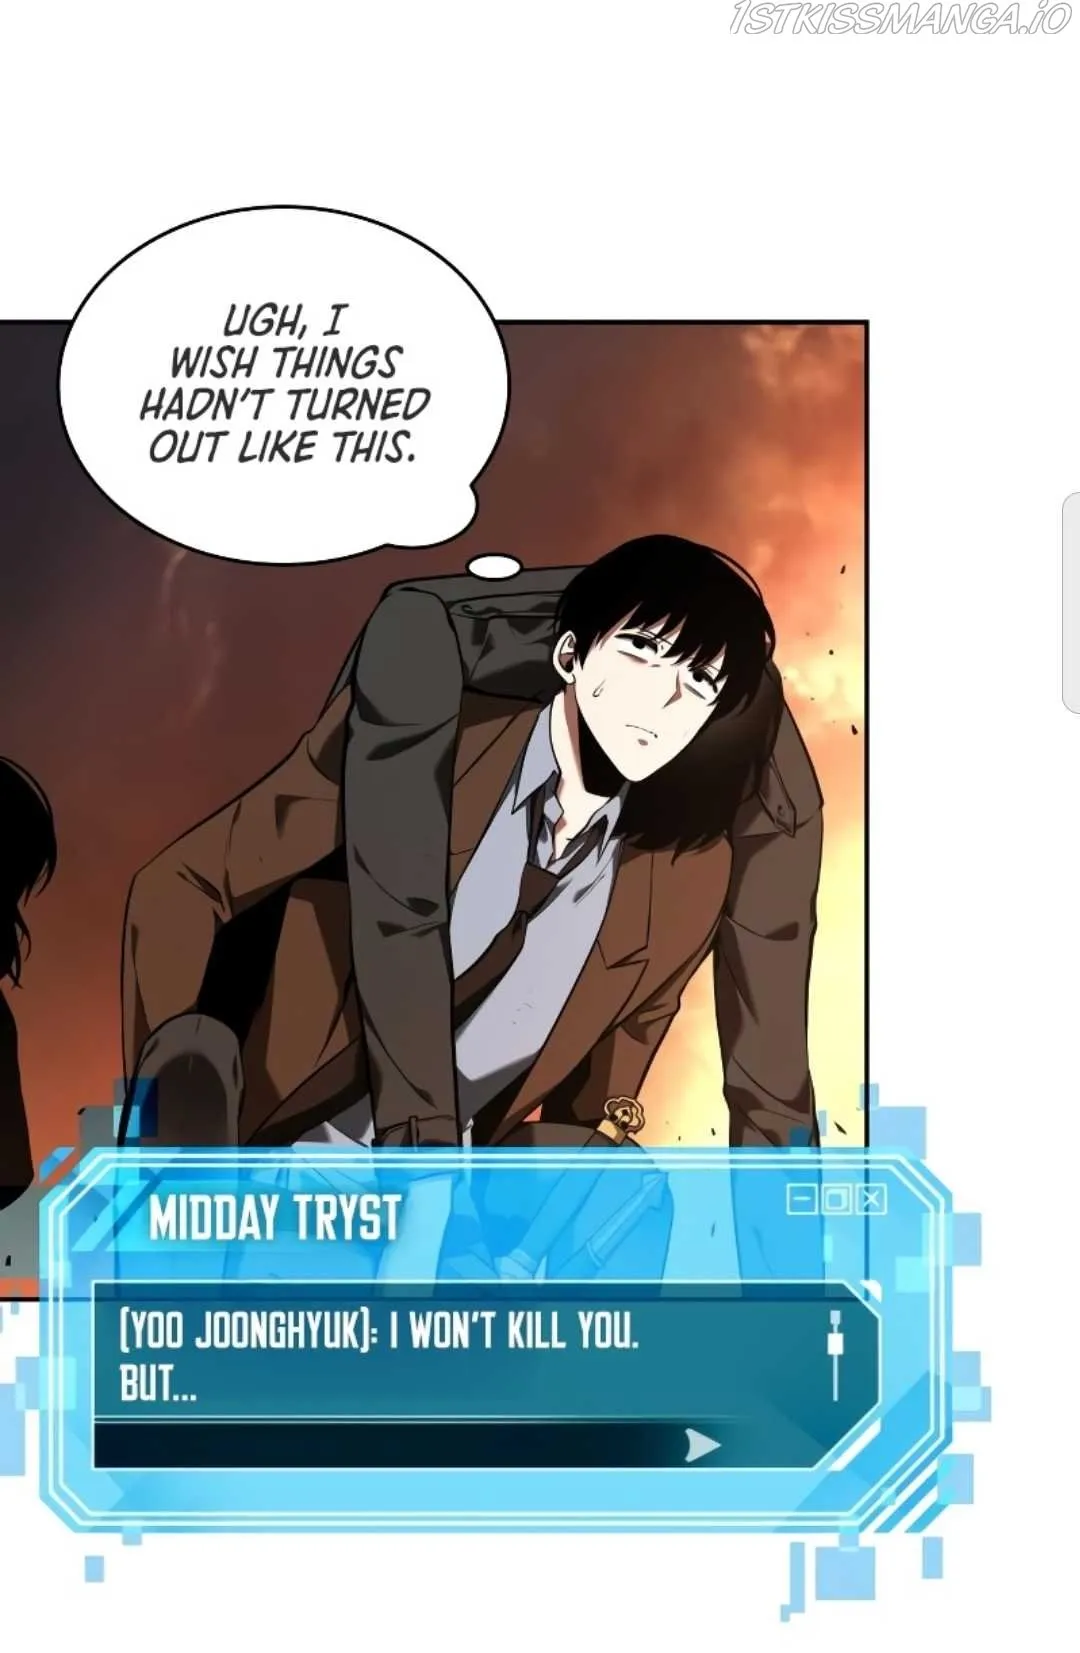 1STKISSMANGA.iO
UGH, I
WISH THINGS
HADN'T TURNED
OUT LIKE THIS.
MIDDAY TRYST
[YOO JOONGHYUK]: I WON'T KILL YOU.
BUT...